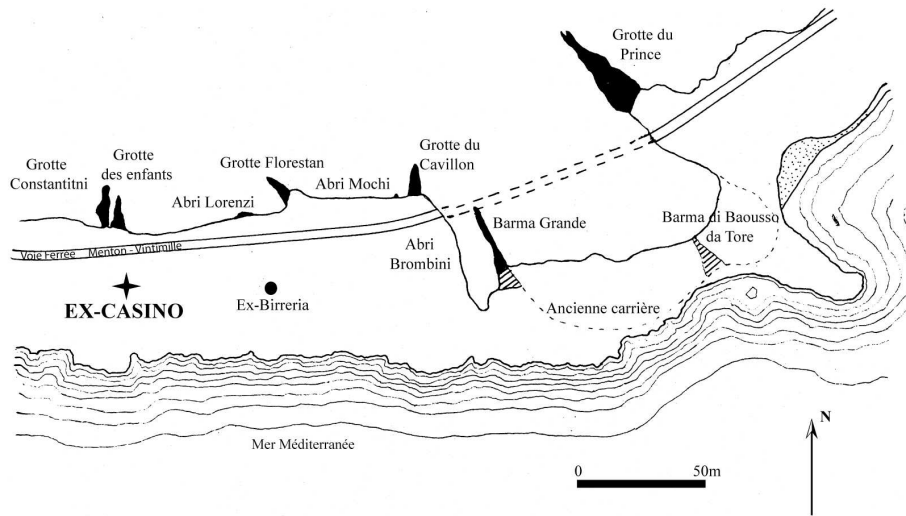 Grotte du
Prince
Grotte du
Cavillon
Grotte
Constantitni
Grotte
des enfants
Grotte Florestan
Abri Lorenzi
Abri Mochi
Barma Grande
Abri
Brombini
Barma di Baousso
da Tore
Voie Ferrée Menton - Vintimille
EX-CASINO
Ex-Birreria
Ancienne carrière
Mer Méditerranée
N
0 50m